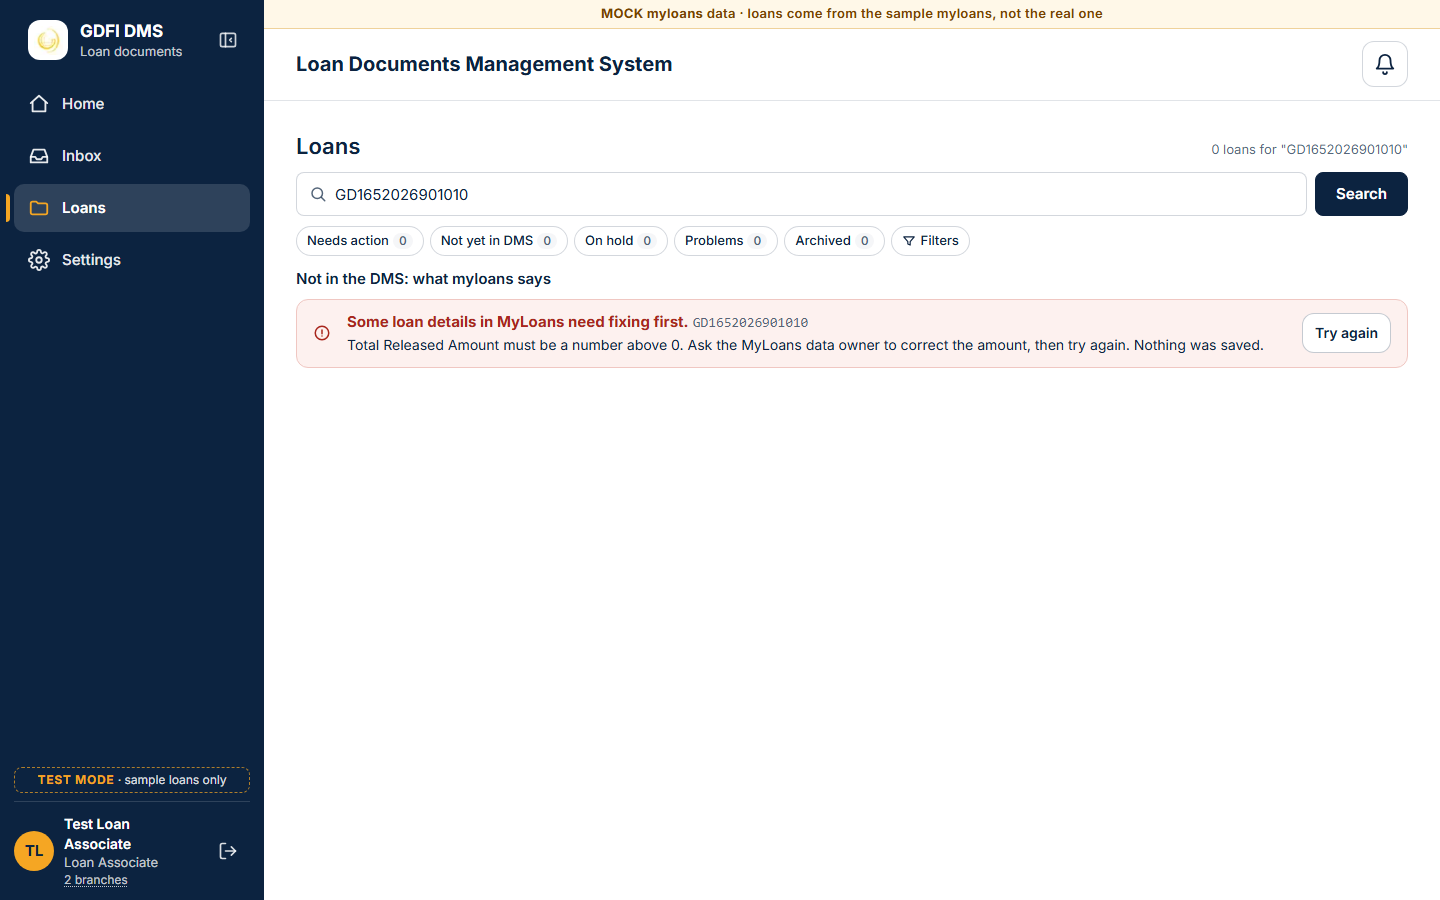 MOCK myloans data · loans come from the sample myloans, not the real one
GDFI DMS
Loan documents
Home
Inbox
Loans
Settings
TEST MODE · sample loans only
TL
Test Loan
Associate
Loan Associate
2 branches
Loan Documents Management System
Loans
0 loans for "GD1652026901010"
GD1652026901010
Search
Needs action 0
Not yet in DMS 0
On hold 0
Problems 0
Archived 0
Filters
Not in the DMS: what myloans says
Some loan details in MyLoans need fixing first. GD1652026901010
Total Released Amount must be a number above 0. Ask the MyLoans data owner to correct the amount, then try again. Nothing was saved.
Try again